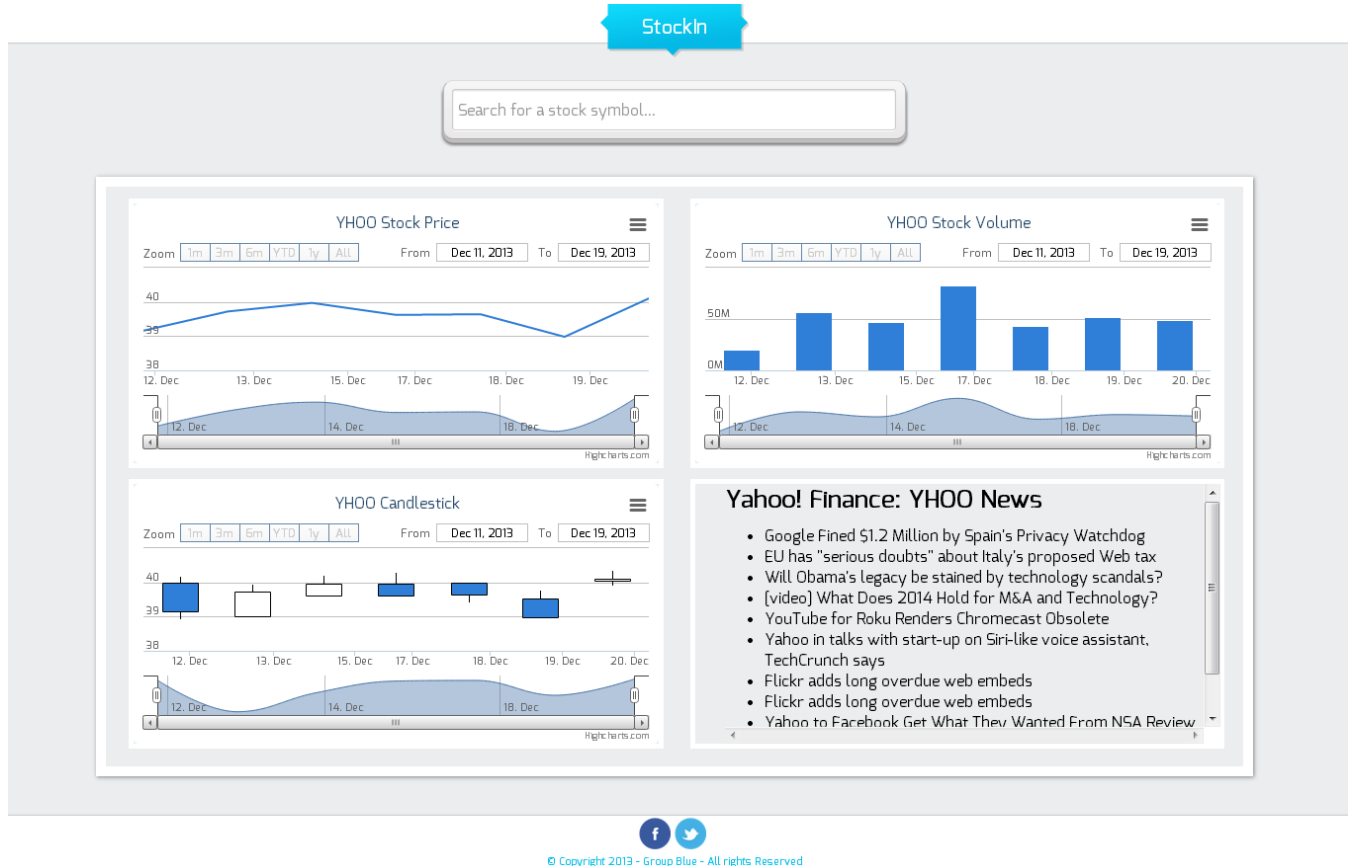 StockIn
Search for a stock symbol...
YHOO Stock Price
Zoom 1m 3m 6m YTD 1y All From Dec 11, 2013 To Dec 19, 2013
40
39
38
12. Dec 13. Dec 15. Dec 17. Dec 18. Dec 19. Dec
12. Dec 14. Dec 18. Dec
Highcharts.com
YHOO Stock Volume
Zoom 1m 3m 6m YTD 1y All From Dec 11, 2013 To Dec 19, 2013
50M
0M
12. Dec 13. Dec 15. Dec 17. Dec 18. Dec 19. Dec 20. Dec
12. Dec 14. Dec 18. Dec
Highcharts.com
YHOO Candlestick
Zoom 1m 3m 6m YTD 1y All From Dec 11, 2013 To Dec 19, 2013
40
39
38
12. Dec 13. Dec 15. Dec 17. Dec 18. Dec 19. Dec 20. Dec
12. Dec 14. Dec 18. Dec
Highcharts.com
Yahoo! Finance: YHOO News
• Google Fined $1.2 Million by Spain's Privacy Watchdog
• EU has "serious doubts" about Italy's proposed Web tax
• Will Obama's legacy be stained by technology scandals?
• [video] What Does 2014 Hold for M&A and Technology?
• YouTube for Roku Renders Chromecast Obsolete
• Yahoo in talks with start-up on Siri-like voice assistant,
TechCrunch says
• Flickr adds long overdue web embeds
• Flickr adds long overdue web embeds
• Yahoo to Facebook Get What They Wanted From NSA Review
© Copyright 2013 - Group Blue - All rights Reserved